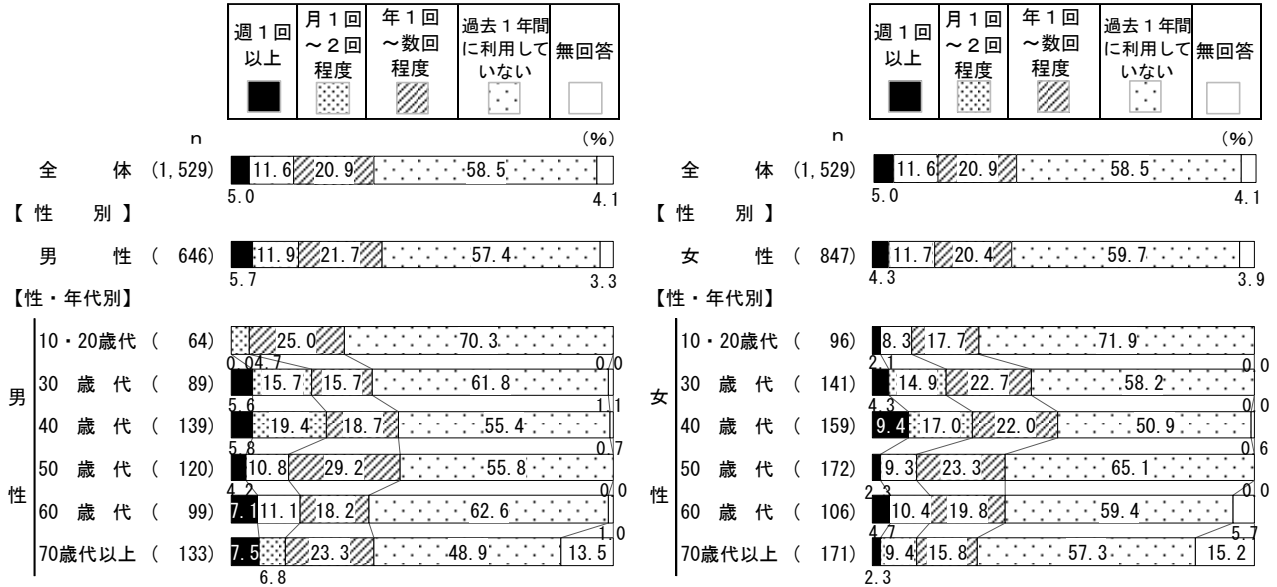 週1回以上 月1回～2回程度 年1回～数回程度 過去1年間に利用していない 無回答
n (%)
全体 (1,529) 5.0 11.6 20.9 58.5 4.1
【性別】
男性 (646) 5.7 11.9 21.7 57.4 3.3
【性・年代別】
男性
10・20歳代 (64) 0.0 4.7 25.0 70.3 0.0
30歳代 (89) 5.6 15.7 15.7 61.8 1.1
40歳代 (139) 5.8 19.4 18.7 55.4 0.7
50歳代 (120) 4.2 10.8 29.2 55.8 0.0
60歳代 (99) 7.1 11.1 18.2 62.6 1.0
70歳代以上 (133) 7.5 6.8 23.3 48.9 13.5
週1回以上 月1回～2回程度 年1回～数回程度 過去1年間に利用していない 無回答
n (%)
全体 (1,529) 5.0 11.6 20.9 58.5 4.1
【性別】
女性 (847) 4.3 11.7 20.4 59.7 3.9
【性・年代別】
女性
10・20歳代 (96) 2.1 8.3 17.7 71.9 0.0
30歳代 (141) 4.3 14.9 22.7 58.2 0.0
40歳代 (159) 9.4 17.0 22.0 50.9 0.6
50歳代 (172) 2.3 9.3 23.3 65.1 0.0
60歳代 (106) 4.7 10.4 19.8 59.4 5.7
70歳代以上 (171) 2.3 9.4 15.8 57.3 15.2